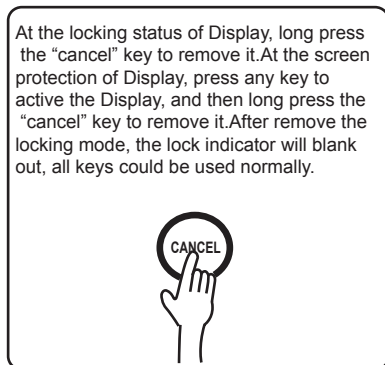 At the locking status of Display, long press
the “cancel” key to remove it.At the screen
protection of Display, press any key to
active the Display, and then long press the
“cancel” key to remove it.After remove the
locking mode, the lock indicator will blank
out, all keys could be used normally.
CANCEL